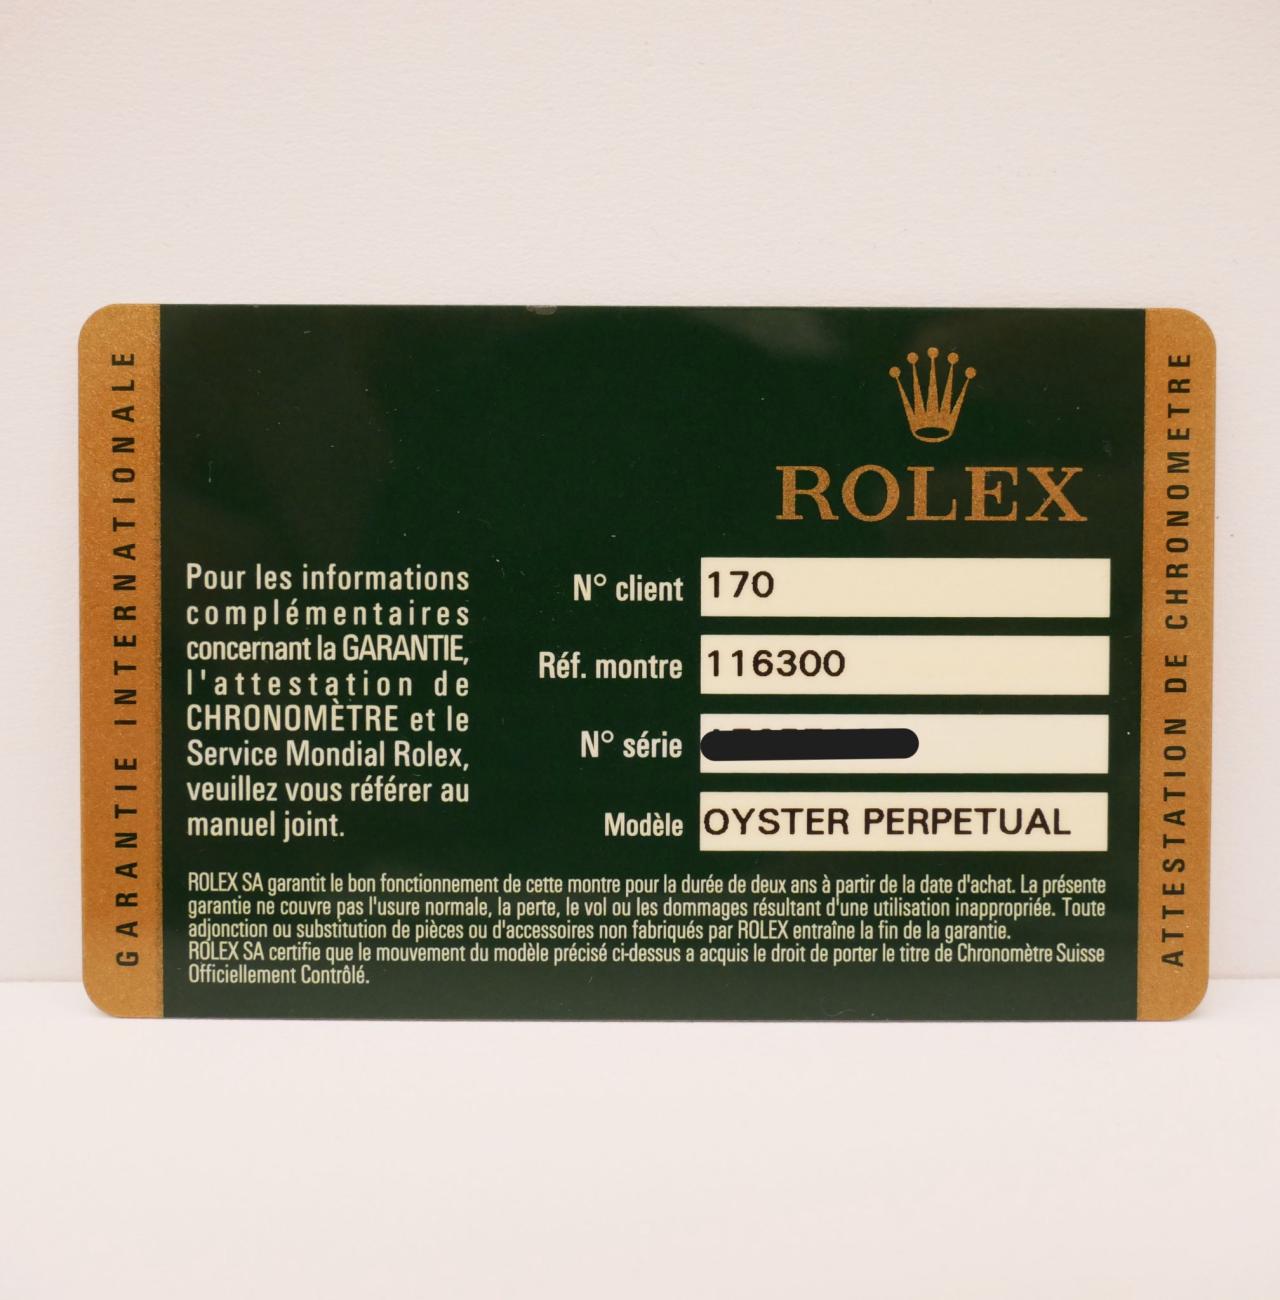 GARANTIE INTERNATIONALE
ROLEX
Pour les informations
complémentaires
concernant la GARANTIE,
l'attestation de
CHRONOMÈTRE et le
Service Mondial Rolex,
veuillez vous référer au
manuel joint.
N° client 170
Réf. montre 116300
N° série
Modèle OYSTER PERPETUAL
ROLEX SA garantit le bon fonctionnement de cette montre pour la durée de deux ans à partir de la date d'achat. La présente
garantie ne couvre pas l'usure normale, la perte, le vol ou les dommages résultant d'une utilisation inappropriée. Toute
adjonction ou substitution de pièces ou d'accessoires non fabriqués par ROLEX entraîne la fin de la garantie.
ROLEX SA certifie que le mouvement du modèle précisé ci-dessus a acquis le droit de porter le titre de Chronomètre Suisse
Officiellement Contrôlé.
ATTESTATION DE CHRONOMETRE